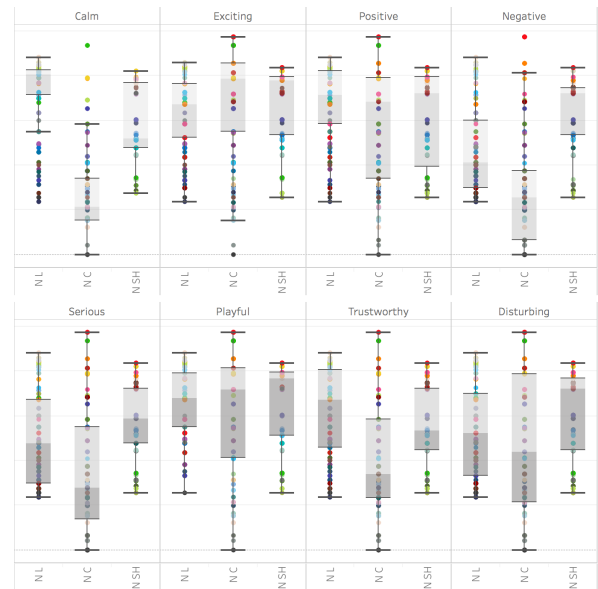 Calm Exciting Positive Negative
N L N C N SH N L N C N SH N L N C N SH N L N C N SH
Serious Playful Trustworthy Disturbing
N L N C N SH N L N C N SH N L N C N SH N L N C N SH